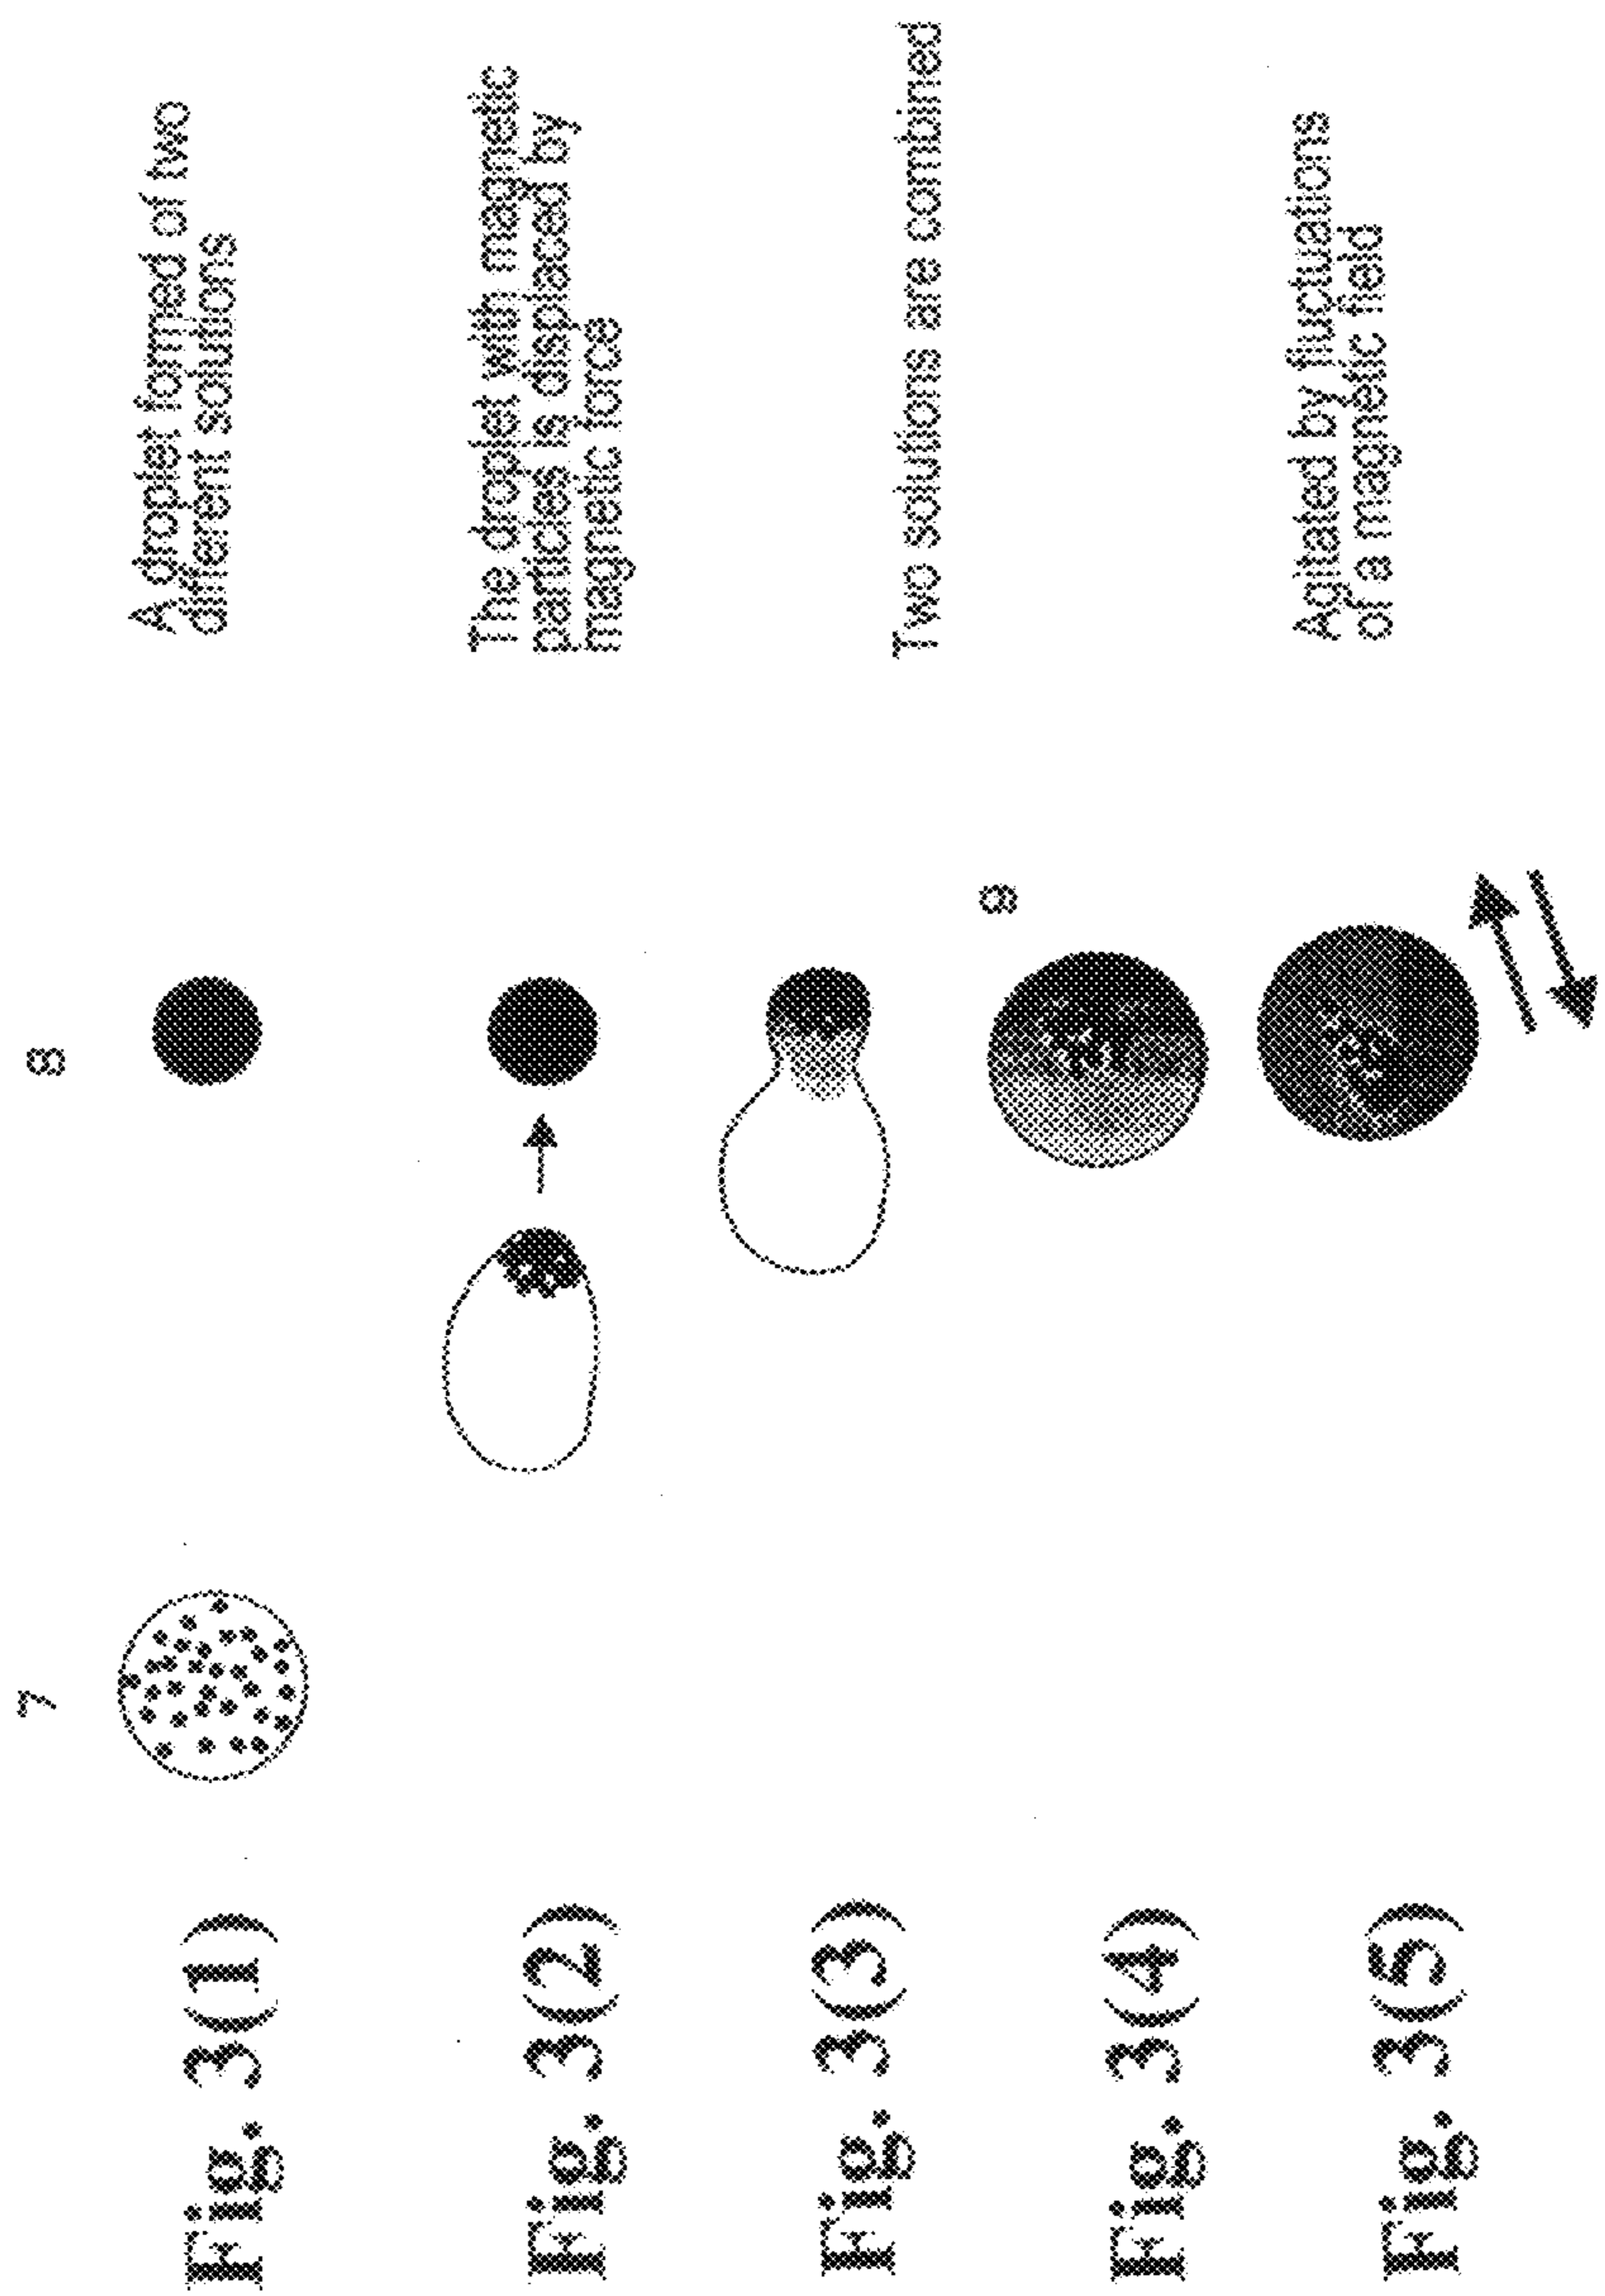 Fig. 3(1)
7
8
A droplet formed of two
different solutions
Fig. 3(2)
The droplet with magnetic
particles is displaced by
magnetic force
Fig. 3(3)
Two solutions are combined
Fig. 3(4)
9
Fig. 3(5)
Agitated by fluctuations
of a magnetic field